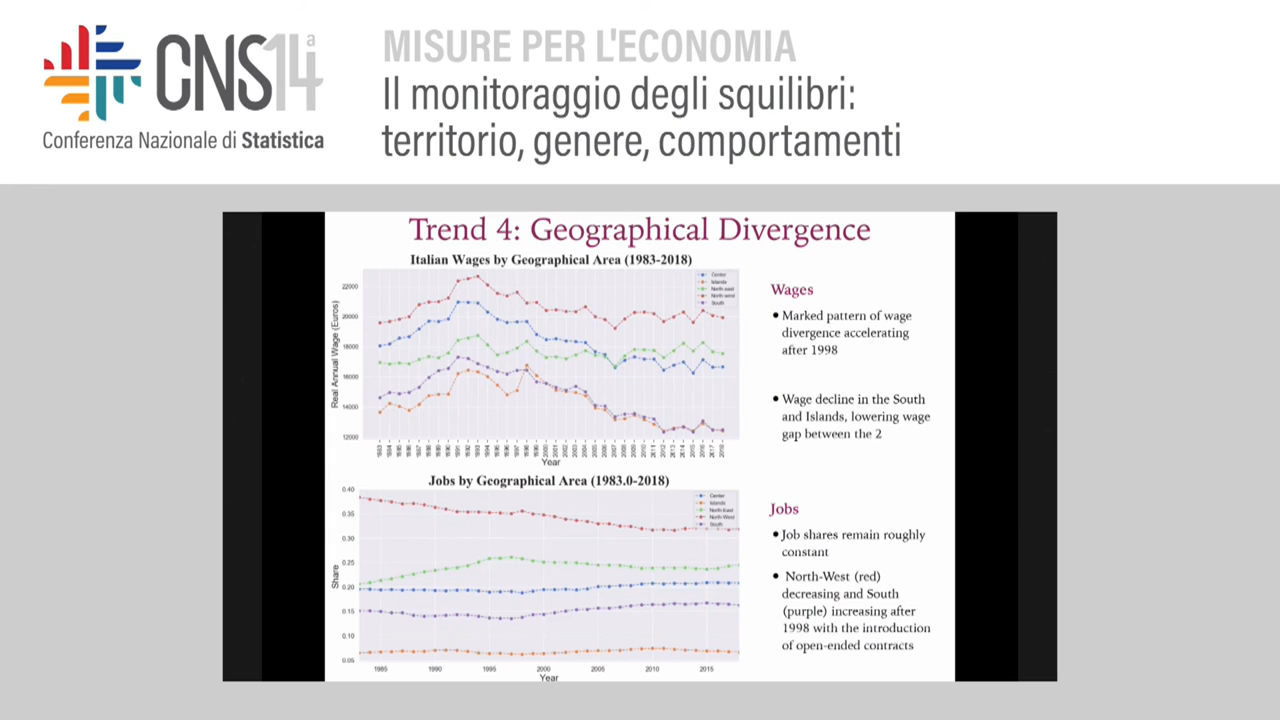 CNS14a
Conferenza Nazionale di Statistica
MISURE PER L'ECONOMIA
Il monitoraggio degli squilibri:
territorio, genere, comportamenti
Trend 4: Geographical Divergence
Italian Wages by Geographical Area (1983-2018)
Real Annual Wage (Euros)
22000
20000
18000
16000
14000
12000
Center
Islands
North east
North west
South
Year
Wages
• Marked pattern of wage
divergence accelerating
after 1998
• Wage decline in the South
and Islands, lowering wage
gap between the 2
Jobs by Geographical Area (1983.0-2018)
Share
0.40
0.35
0.30
0.25
0.20
0.15
0.10
0.05
Center
Islands
North-East
North-West
South
1985
1990
1995
2000
2005
2010
2015
Year
Jobs
• Job shares remain roughly
constant
• North-West (red)
decreasing and South
(purple) increasing after
1998 with the introduction
of open-ended contracts